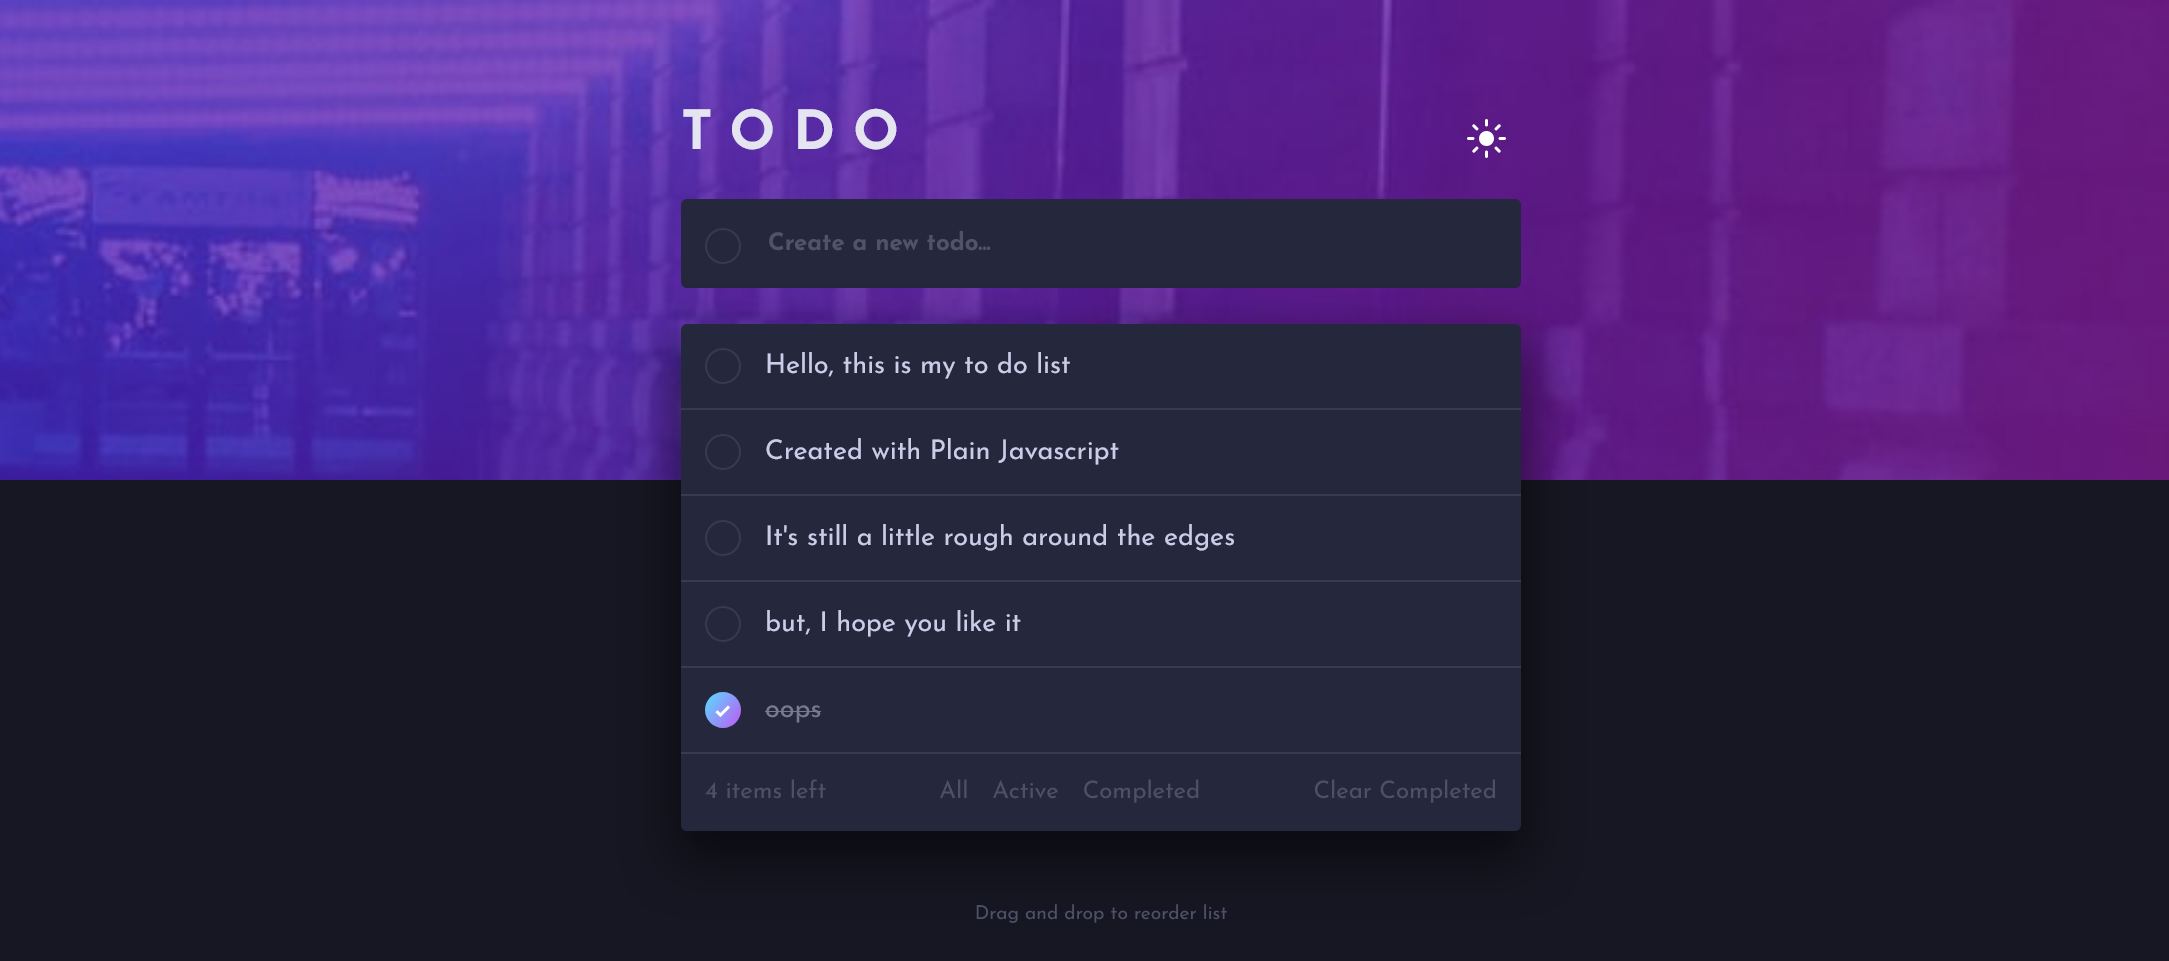 TODO
Create a new todo...
Hello, this is my to do list
Created with Plain Javascript
It's still a little rough around the edges
but, I hope you like it
oops
4 items left All Active Completed Clear Completed
Drag and drop to reorder list